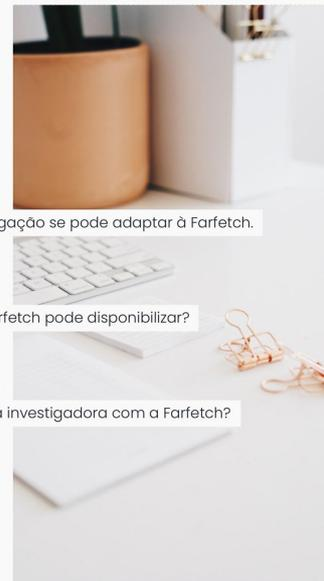 gação se pode adaptar à Farfetch.
rfetch pode disponibilizar?
a investigadora com a Farfetch?